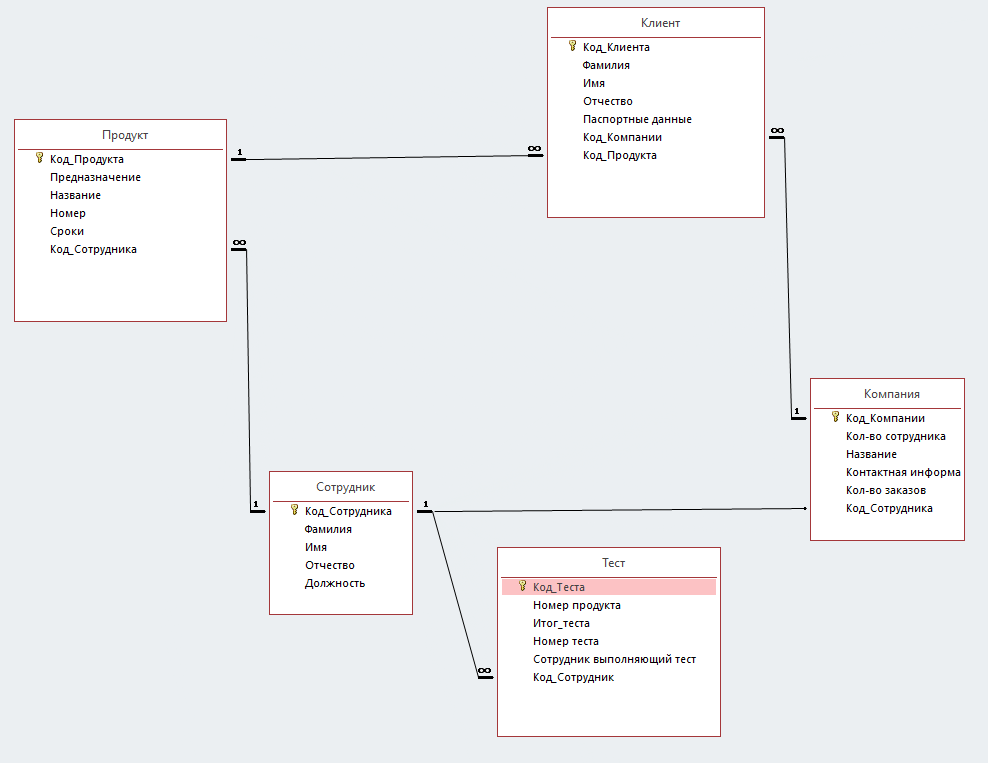 Клиент
Код_Клиента
Фамилия
Имя
Отчество
Паспортные данные
Код_Компании
Код_Продукта
Продукт
Код_Продукта
Предназначение
Название
Номер
Сроки
Код_Сотрудника
1
∞
∞
∞
1
1
1
∞
Компания
Код_Компании
Кол-во сотрудника
Название
Контактная информа
Кол-во заказов
Код_Сотрудника
Сотрудник
Код_Сотрудника
Фамилия
Имя
Отчество
Должность
Тест
Код_Теста
Номер продукта
Итог_теста
Номер теста
Сотрудник выполняющий тест
Код_Сотрудник